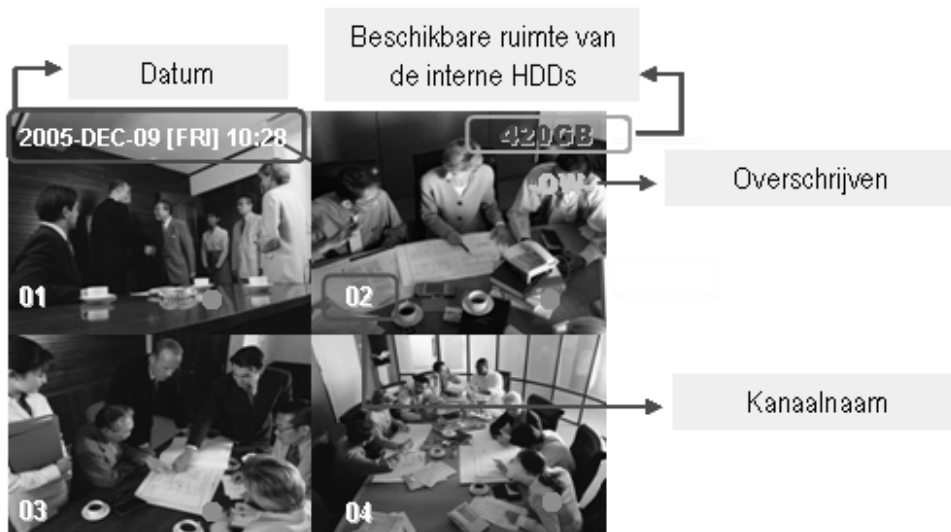 Beschikbare ruimte van
de interne HDDs
Datum
2005-DEC-09 [FRI] 10:28
420GB
OW
Overschrijven
01
02
Kanaalnaam
03
04